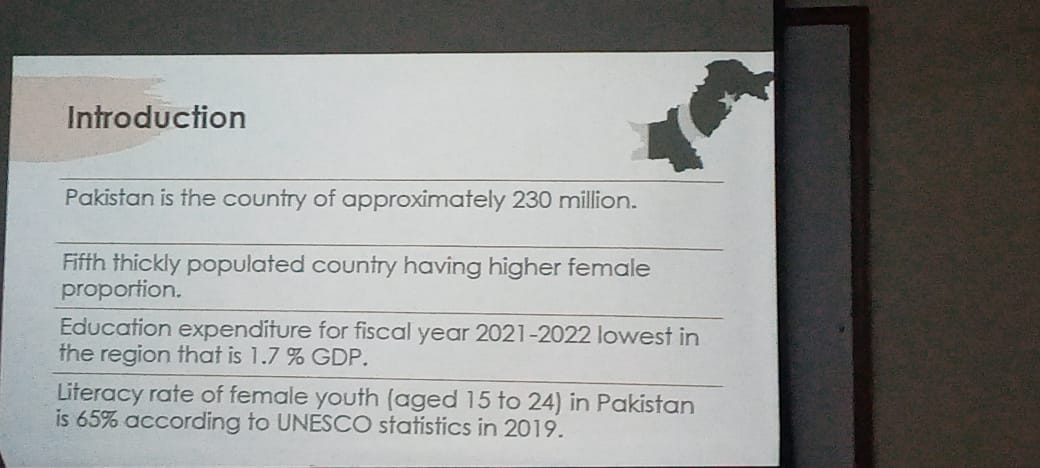 Introduction
Pakistan is the country of approximately 230 million.
Fifth thickly populated country having higher female
proportion.
Education expenditure for fiscal year 2021-2022 lowest in
the region that is 1.7 % GDP.
Literacy rate of female youth (aged 15 to 24) in Pakistan
is 65% according to UNESCO statistics in 2019.